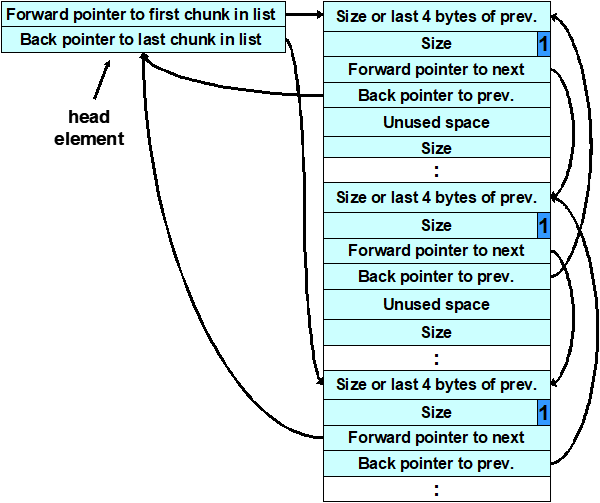 Forward pointer to first chunk in list
Back pointer to last chunk in list
head
element
Size or last 4 bytes of prev.
Size 1
Forward pointer to next
Back pointer to prev.
Unused space
Size
:
Size or last 4 bytes of prev.
Size 1
Forward pointer to next
Back pointer to prev.
Unused space
Size
:
Size or last 4 bytes of prev.
Size 1
Forward pointer to next
Back pointer to prev.
: